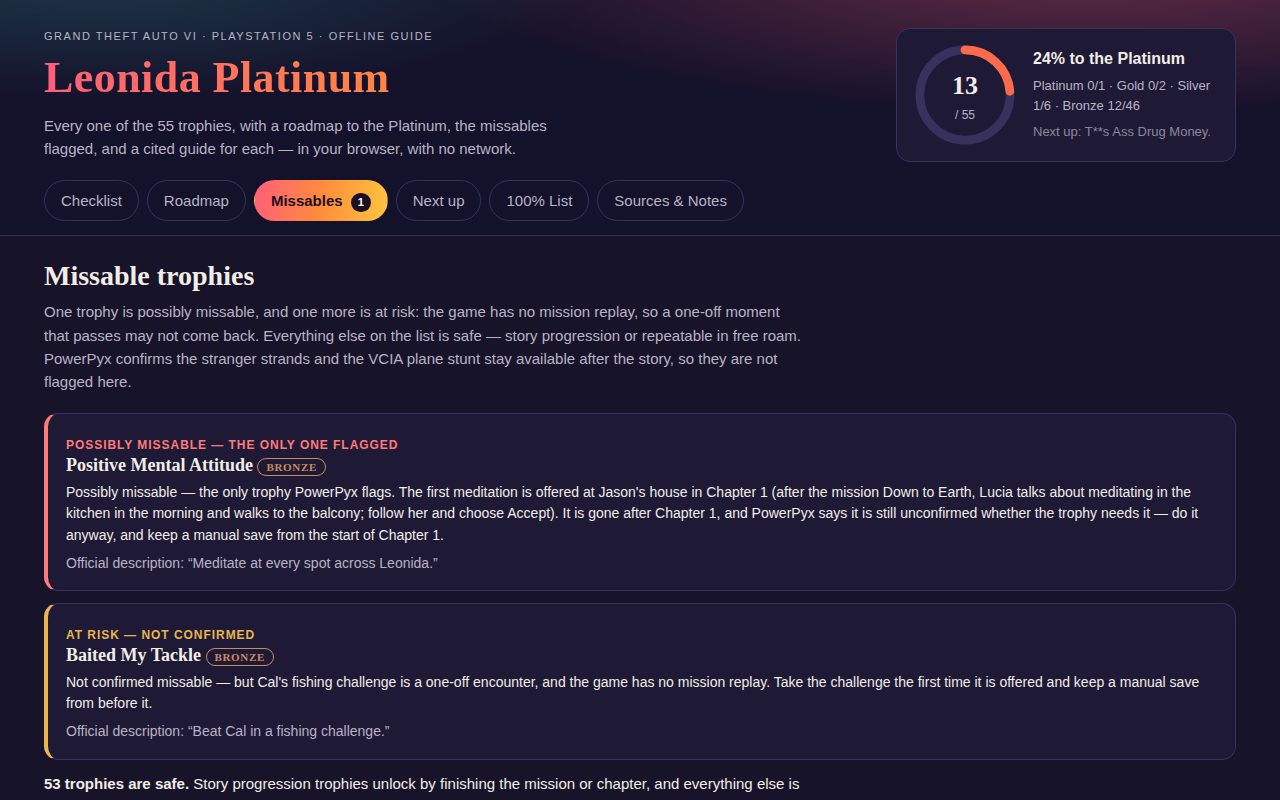 GRAND THEFT AUTO VI · PLAYSTATION 5 · OFFLINE GUIDE
Leonida Platinum
Every one of the 55 trophies, with a roadmap to the Platinum, the missables
flagged, and a cited guide for each — in your browser, with no network.
13
/ 55
24% to the Platinum
Platinum 0/1 · Gold 0/2 · Silver
1/6 · Bronze 12/46
Next up: T**s Ass Drug Money.
Checklist
Roadmap
Missables 1
Next up
100% List
Sources & Notes
Missable trophies
One trophy is possibly missable, and one more is at risk: the game has no mission replay, so a one-off moment
that passes may not come back. Everything else on the list is safe — story progression or repeatable in free roam.
PowerPyx confirms the stranger strands and the VCIA plane stunt stay available after the story, so they are not
flagged here.
POSSIBLY MISSABLE — THE ONLY ONE FLAGGED
Positive Mental Attitude BRONZE
Possibly missable — the only trophy PowerPyx flags. The first meditation is offered at Jason's house in Chapter 1 (after the mission Down to Earth, Lucia talks about meditating in the
kitchen in the morning and walks to the balcony; follow her and choose Accept). It is gone after Chapter 1, and PowerPyx says it is still unconfirmed whether the trophy needs it — do it
anyway, and keep a manual save from the start of Chapter 1.
Official description: “Meditate at every spot across Leonida.”
AT RISK — NOT CONFIRMED
Baited My Tackle BRONZE
Not confirmed missable — but Cal's fishing challenge is a one-off encounter, and the game has no mission replay. Take the challenge the first time it is offered and keep a manual save
from before it.
Official description: “Beat Cal in a fishing challenge.”
53 trophies are safe. Story progression trophies unlock by finishing the mission or chapter, and everything else is